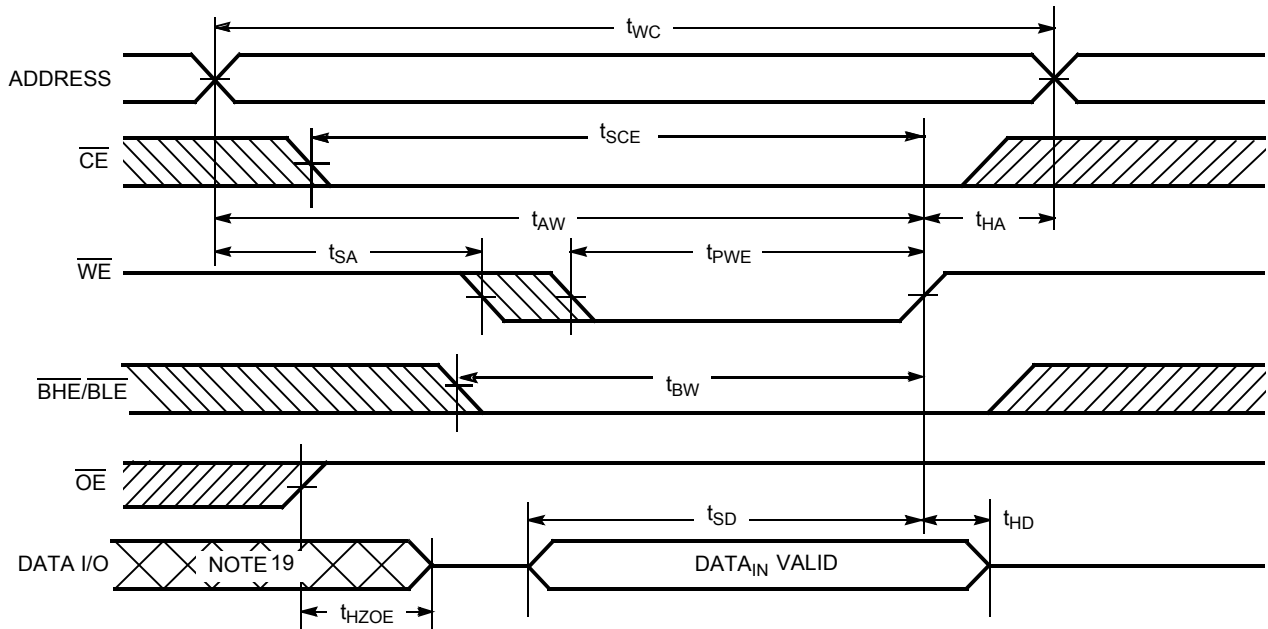 tWC
ADDRESS
tSCE
CE
tAW
tHA
tSA
tPWE
WE
BHE/BLE
tBW
OE
tSD
tHD
DATA I/O
NOTE 19
DATAIN VALID
tHZOE